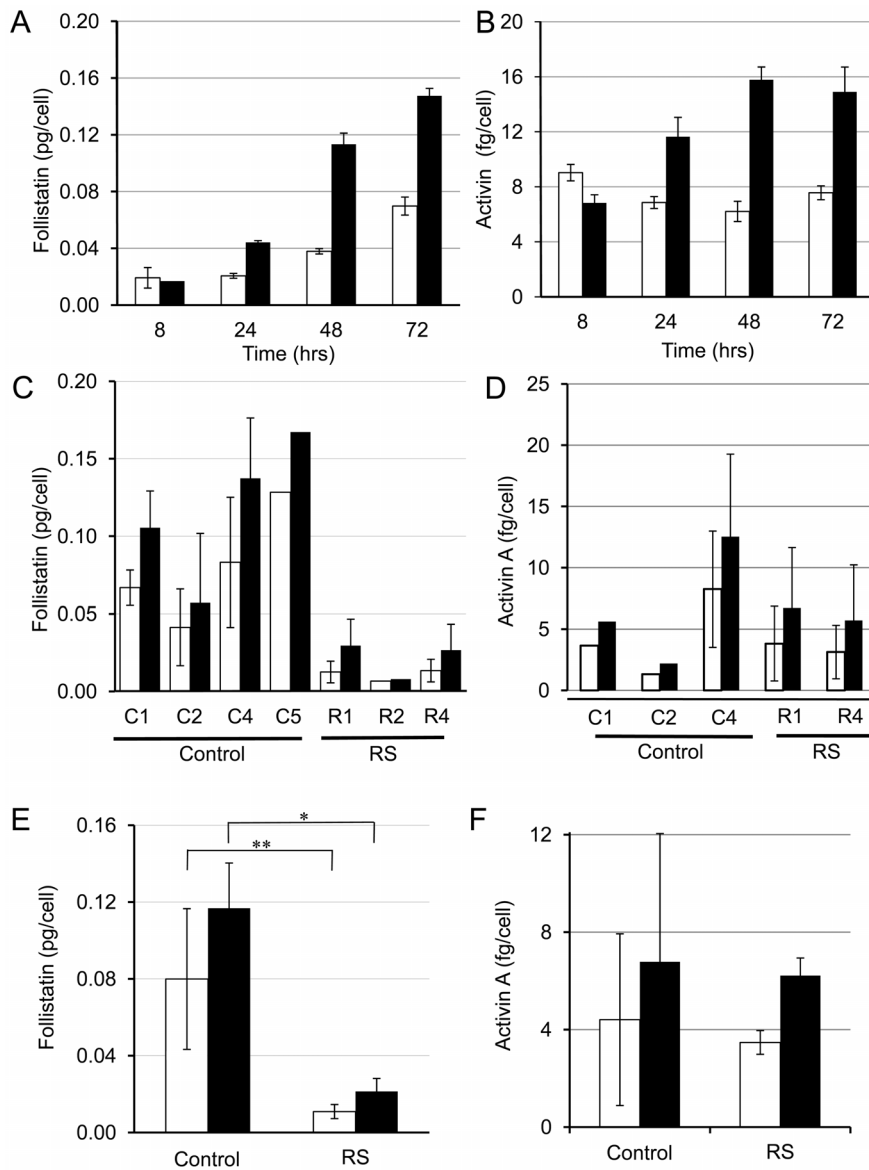 A
Follistatin (pg/cell)
0.20
0.16
0.12
0.08
0.04
0.00
8 24 48 72
Time (hrs)
B
Activin (fg/cell)
20
16
12
8
4
0
8 24 48 72
Time (hrs)
C
Follistatin (pg/cell)
0.20
0.15
0.10
0.05
0.00
C1 C2 C4 C5 R1 R2 R4
Control RS
D
Activin A (fg/cell)
25
20
15
10
5
0
C1 C2 C4 R1 R4
Control RS
E
Follistatin (pg/cell)
0.16
0.12
0.08
0.04
0.00
*
**
Control RS
F
Activin A (fg/cell)
12
8
4
0
Control RS